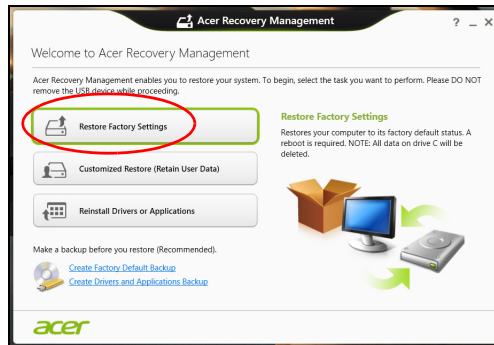 Acer Recovery Management
? _ X
Welcome to Acer Recovery Management
Acer Recovery Management enables you to restore your system. To begin, select the task you want to perform. Please DO NOT
remove the USB device while proceeding.
Restore Factory Settings
Customized Restore (Retain User Data)
Reinstall Drivers or Applications
Restore Factory Settings
Restores your computer to its factory default status. A
reboot is required. NOTE: All data on drive C will be
deleted.
Make a backup before you restore (Recommended).
Create Factory Default Backup
Create Drivers and Applications Backup
acer